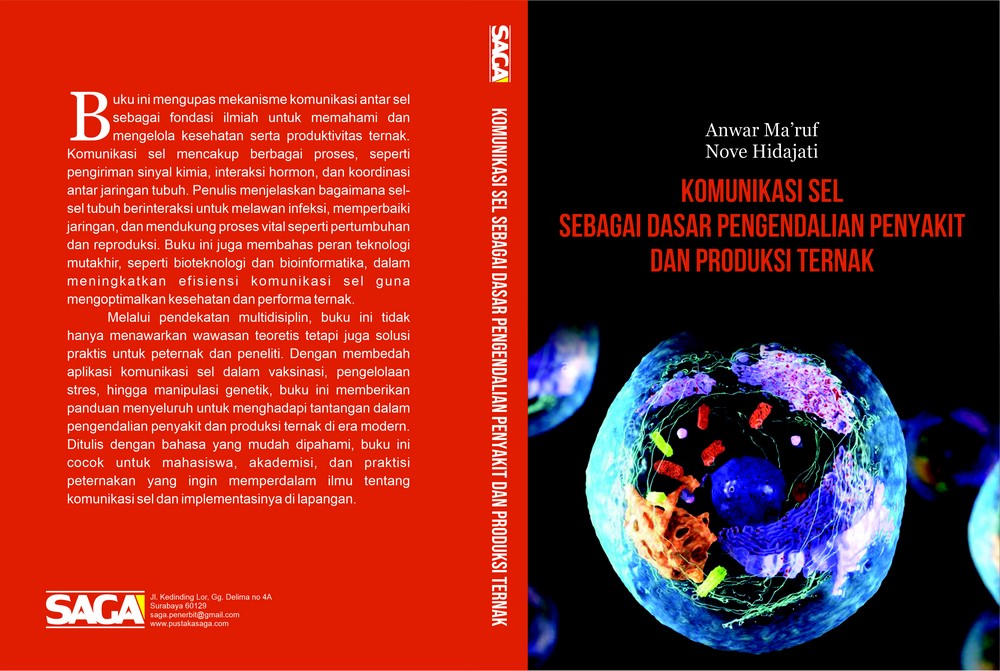 Buku ini mengupas mekanisme komunikasi antar sel
sebagai fondasi ilmiah untuk memahami dan
mengelola kesehatan serta produktivitas ternak.
Komunikasi sel mencakup berbagai proses, seperti
pengiriman sinyal kimia, interaksi hormon, dan koordinasi
antar jaringan tubuh. Penulis menjelaskan bagaimana sel-
sel tubuh berinteraksi untuk melawan infeksi, memperbaiki
jaringan, dan mendukung proses vital seperti pertumbuhan
dan reproduksi. Buku ini juga membahas peran teknologi
mutakhir, seperti bioteknologi dan bioinformatika, dalam
meningkatkan efisiensi komunikasi sel guna
mengoptimalkan kesehatan dan performa ternak.
Melalui pendekatan multidisiplin, buku ini tidak
hanya menawarkan wawasan teoretis tetapi juga solusi
praktis untuk peternak dan peneliti. Dengan membedah
aplikasi komunikasi sel dalam vaksinasi, pengelolaan
stres, hingga manipulasi genetik, buku ini memberikan
panduan menyeluruh untuk menghadapi tantangan dalam
pengendalian penyakit dan produksi ternak di era modern.
Ditulis dengan bahasa yang mudah dipahami, buku ini
cocok untuk mahasiswa, akademisi, dan praktisi
peternakan yang ingin memperdalam ilmu tentang
komunikasi sel dan implementasinya di lapangan.
SAGA
Jl. Kedinding Lor, Gg. Delima no 4A
Surabaya 60129
saga.penerbit@gmail.com
www.pustakasaga.com
SAGA
KOMUNIKASI SEL SEBAGAI DASAR PENGENDALIAN PENYAKIT DAN PRODUKSI TERNAK
Anwar Ma'ruf
Nove Hidajati
KOMUNIKASI SEL
SEBAGAI DASAR PENGENDALIAN PENYAKIT
DAN PRODUKSI TERNAK